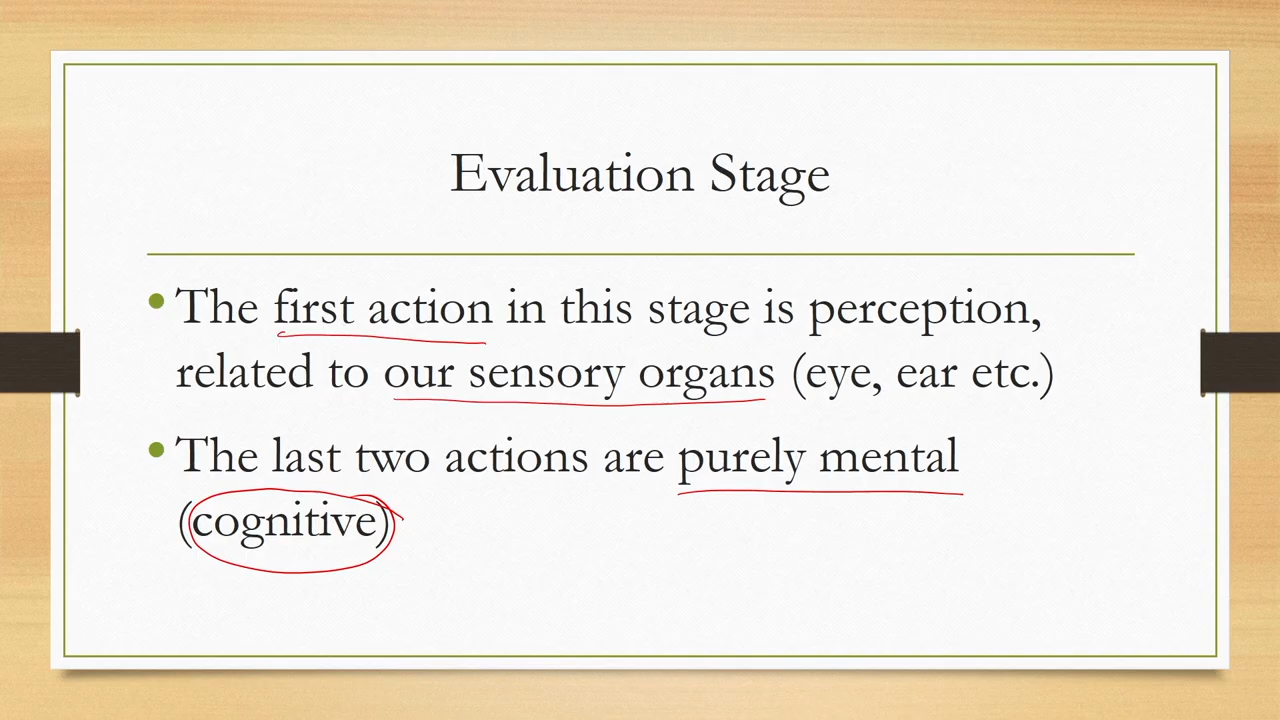 Evaluation Stage
• The first action in this stage is perception,
related to our sensory organs (eye, ear etc.)
• The last two actions are purely mental
(cognitive)